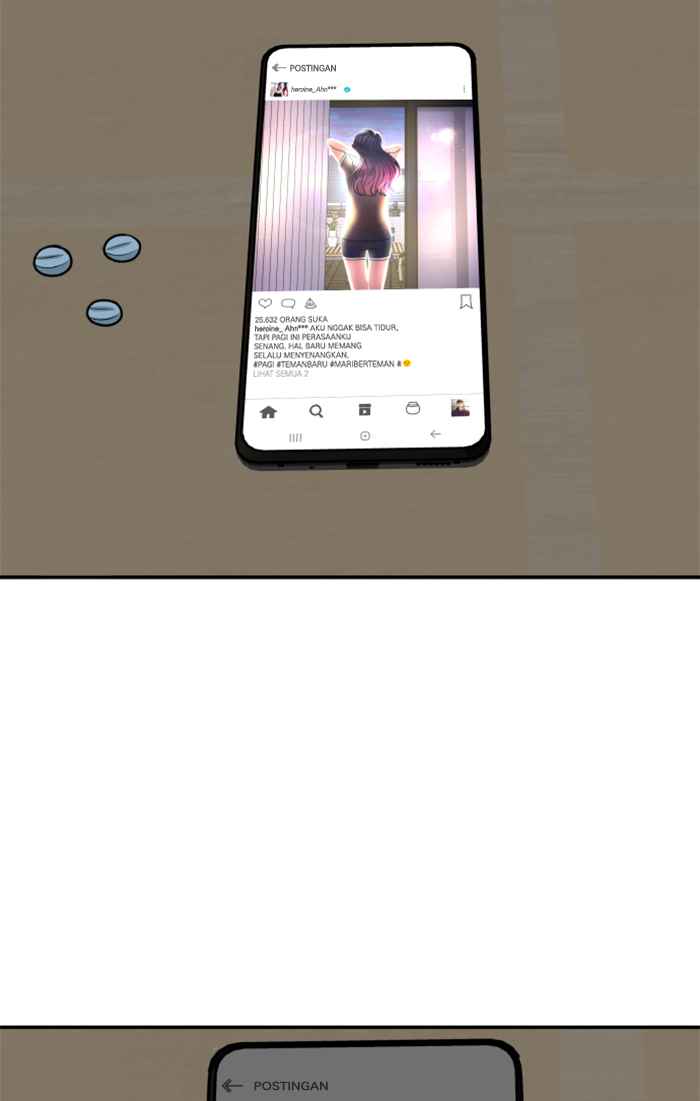 POSTINGAN
heroine_Ahn***
25.632 ORANG SUKA
heroine_Ahn*** AKU NGGAK BISA TIDUR,
TAPI PAGI INI PERASAANKU
SENANG. HAL BARU MEMANG
SELALU MENYENANGKAN.
#PAGI #TEMANBARU #MARIBERTEMAN #
LIHAT SEMUA 2
POSTINGAN